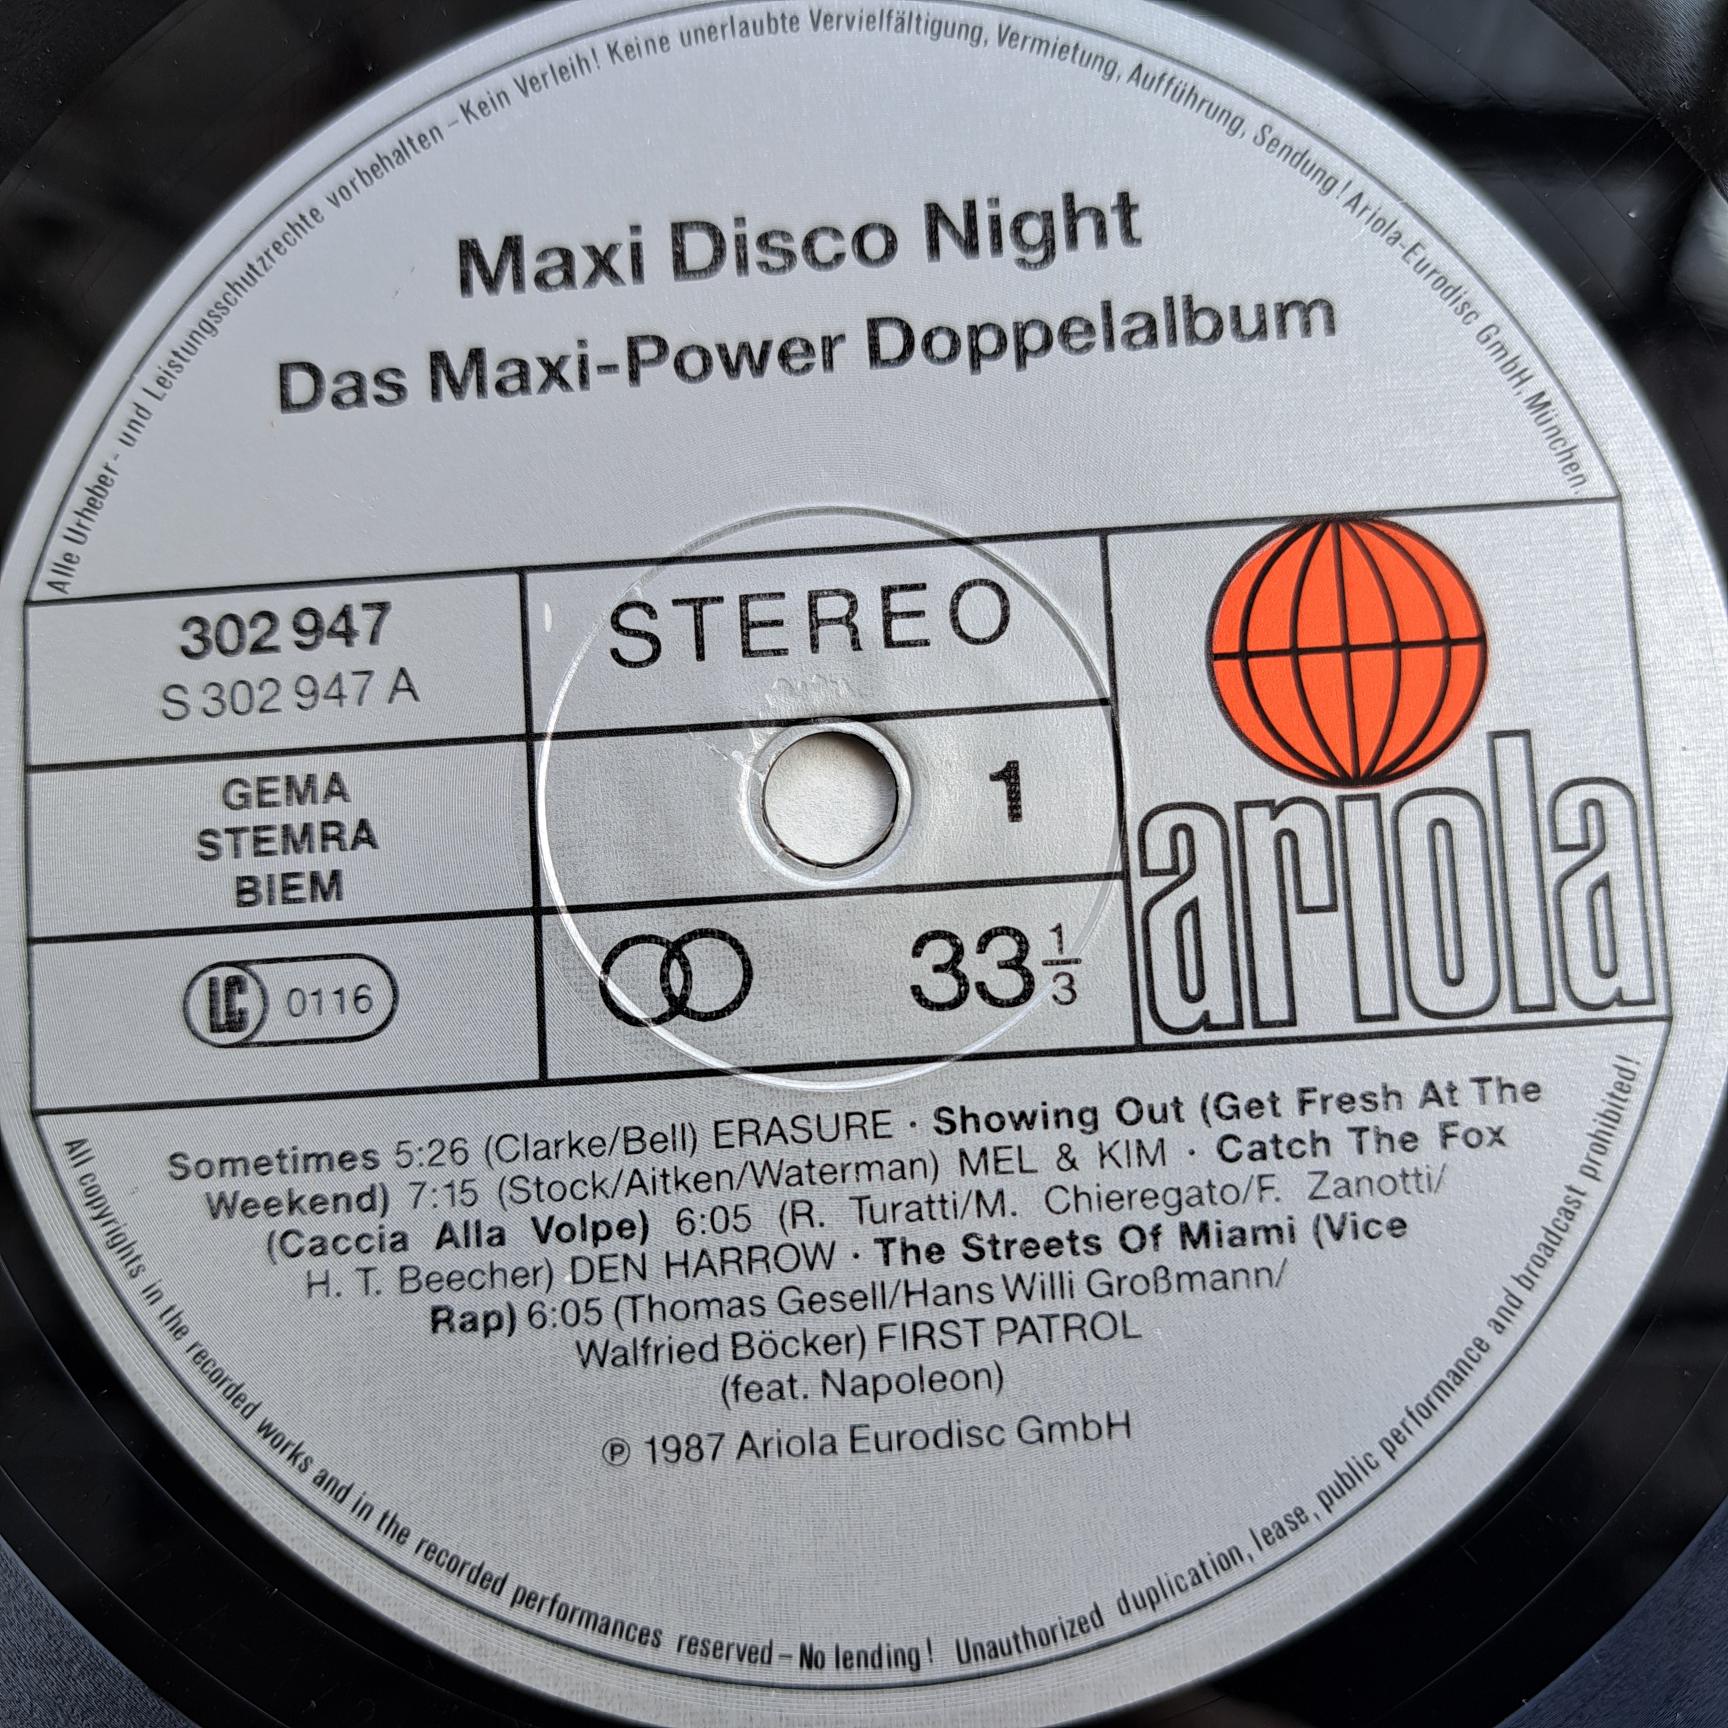 Alle Urheber- und Leistungsschutzrechte vorbehalten – Kein Verleih! Keine unerlaubte Vervielfältigung, Vermietung, Aufführung, Sendung! Ariola-Eurodisc GmbH, München.
Maxi Disco Night
Das Maxi-Power Doppelalbum
302 947
S 302 947 A
STEREO
GEMA
STEMRA
BIEM
1
LC 0116
33 1/3
ariola
Sometimes 5:26 (Clarke/Bell) ERASURE · Showing Out (Get Fresh At The
Weekend) 7:15 (Stock/Aitken/Waterman) MEL & KIM · Catch The Fox
(Caccia Alla Volpe) 6:05 (R. Turatti/M. Chieregato/F. Zanotti/
H. T. Beecher) DEN HARROW · The Streets Of Miami (Vice
Rap) 6:05 (Thomas Gesell/Hans Willi Großmann/
Walfried Böcker) FIRST PATROL
(feat. Napoleon)
℗ 1987 Ariola Eurodisc GmbH
All copyrights in the recorded works and in the recorded performances reserved – No lending! Unauthorized duplication, lease, public performance and broadcast prohibited!